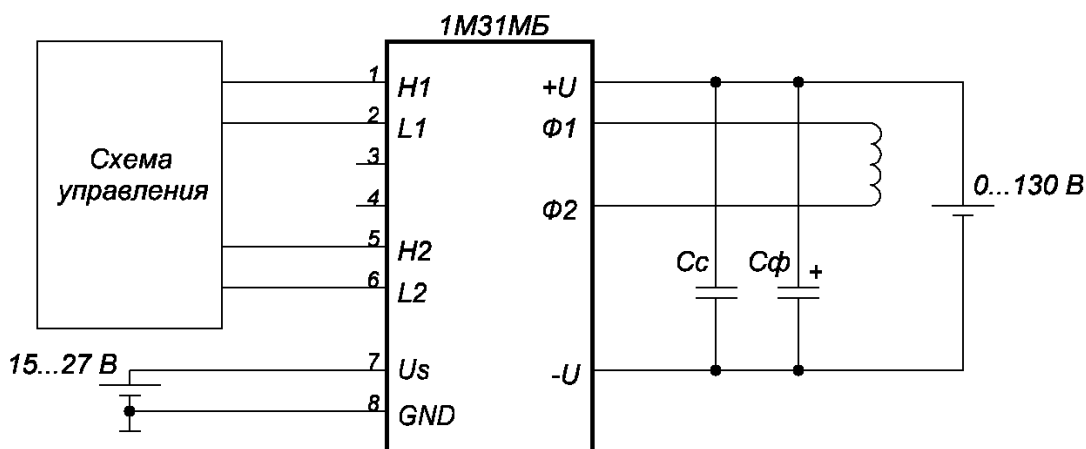 1М31МБ
Схема
управления
1 H1
2 L1
3
4
5 H2
6 L2
7 Us
8 GND
15...27 В
+U
Ф1
Ф2
-U
Сс
Сф
+
0...130 В